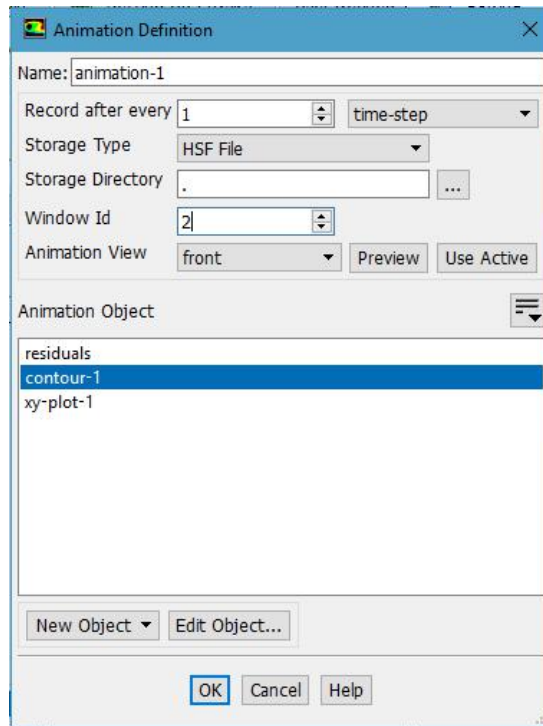 Animation Definition
Name: animation-1
Record after every 1 time-step
Storage Type HSF File
Storage Directory . ...
Window Id 2
Animation View front Preview Use Active
Animation Object
residuals
contour-1
xy-plot-1
New Object Edit Object...
OK Cancel Help